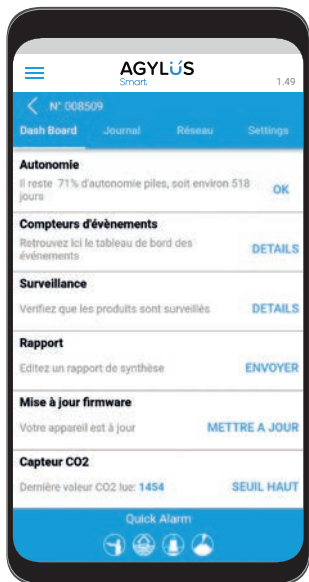 AGYLÜS
Smart
1.49
N° 008509
Dash Board Journal Réseau Settings
Autonomie
Il reste 71% d'autonomie piles, soit environ 518
jours
OK
Compteurs d'évènements
Retrouvez ici le tableau de bord des
événements
DETAILS
Surveillance
Verifiez que les produits sont surveillés
DETAILS
Rapport
Editez un rapport de synthèse
ENVOYER
Mise à jour firmware
Votre appareil est à jour
METTRE A JOUR
Capteur CO2
Dernière valeur CO2 lue: 1454
SEUIL HAUT
Quick Alarm